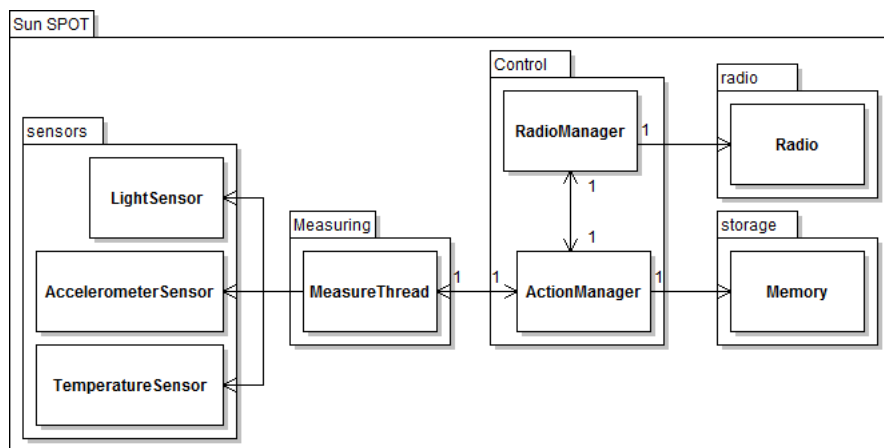 Sun SPOT
Control
radio
RadioManager
1
Radio
sensors
LightSensor
1
Measuring
storage
1
AccelerometerSensor
MeasureThread
1
1
ActionManager
1
Memory
TemperatureSensor